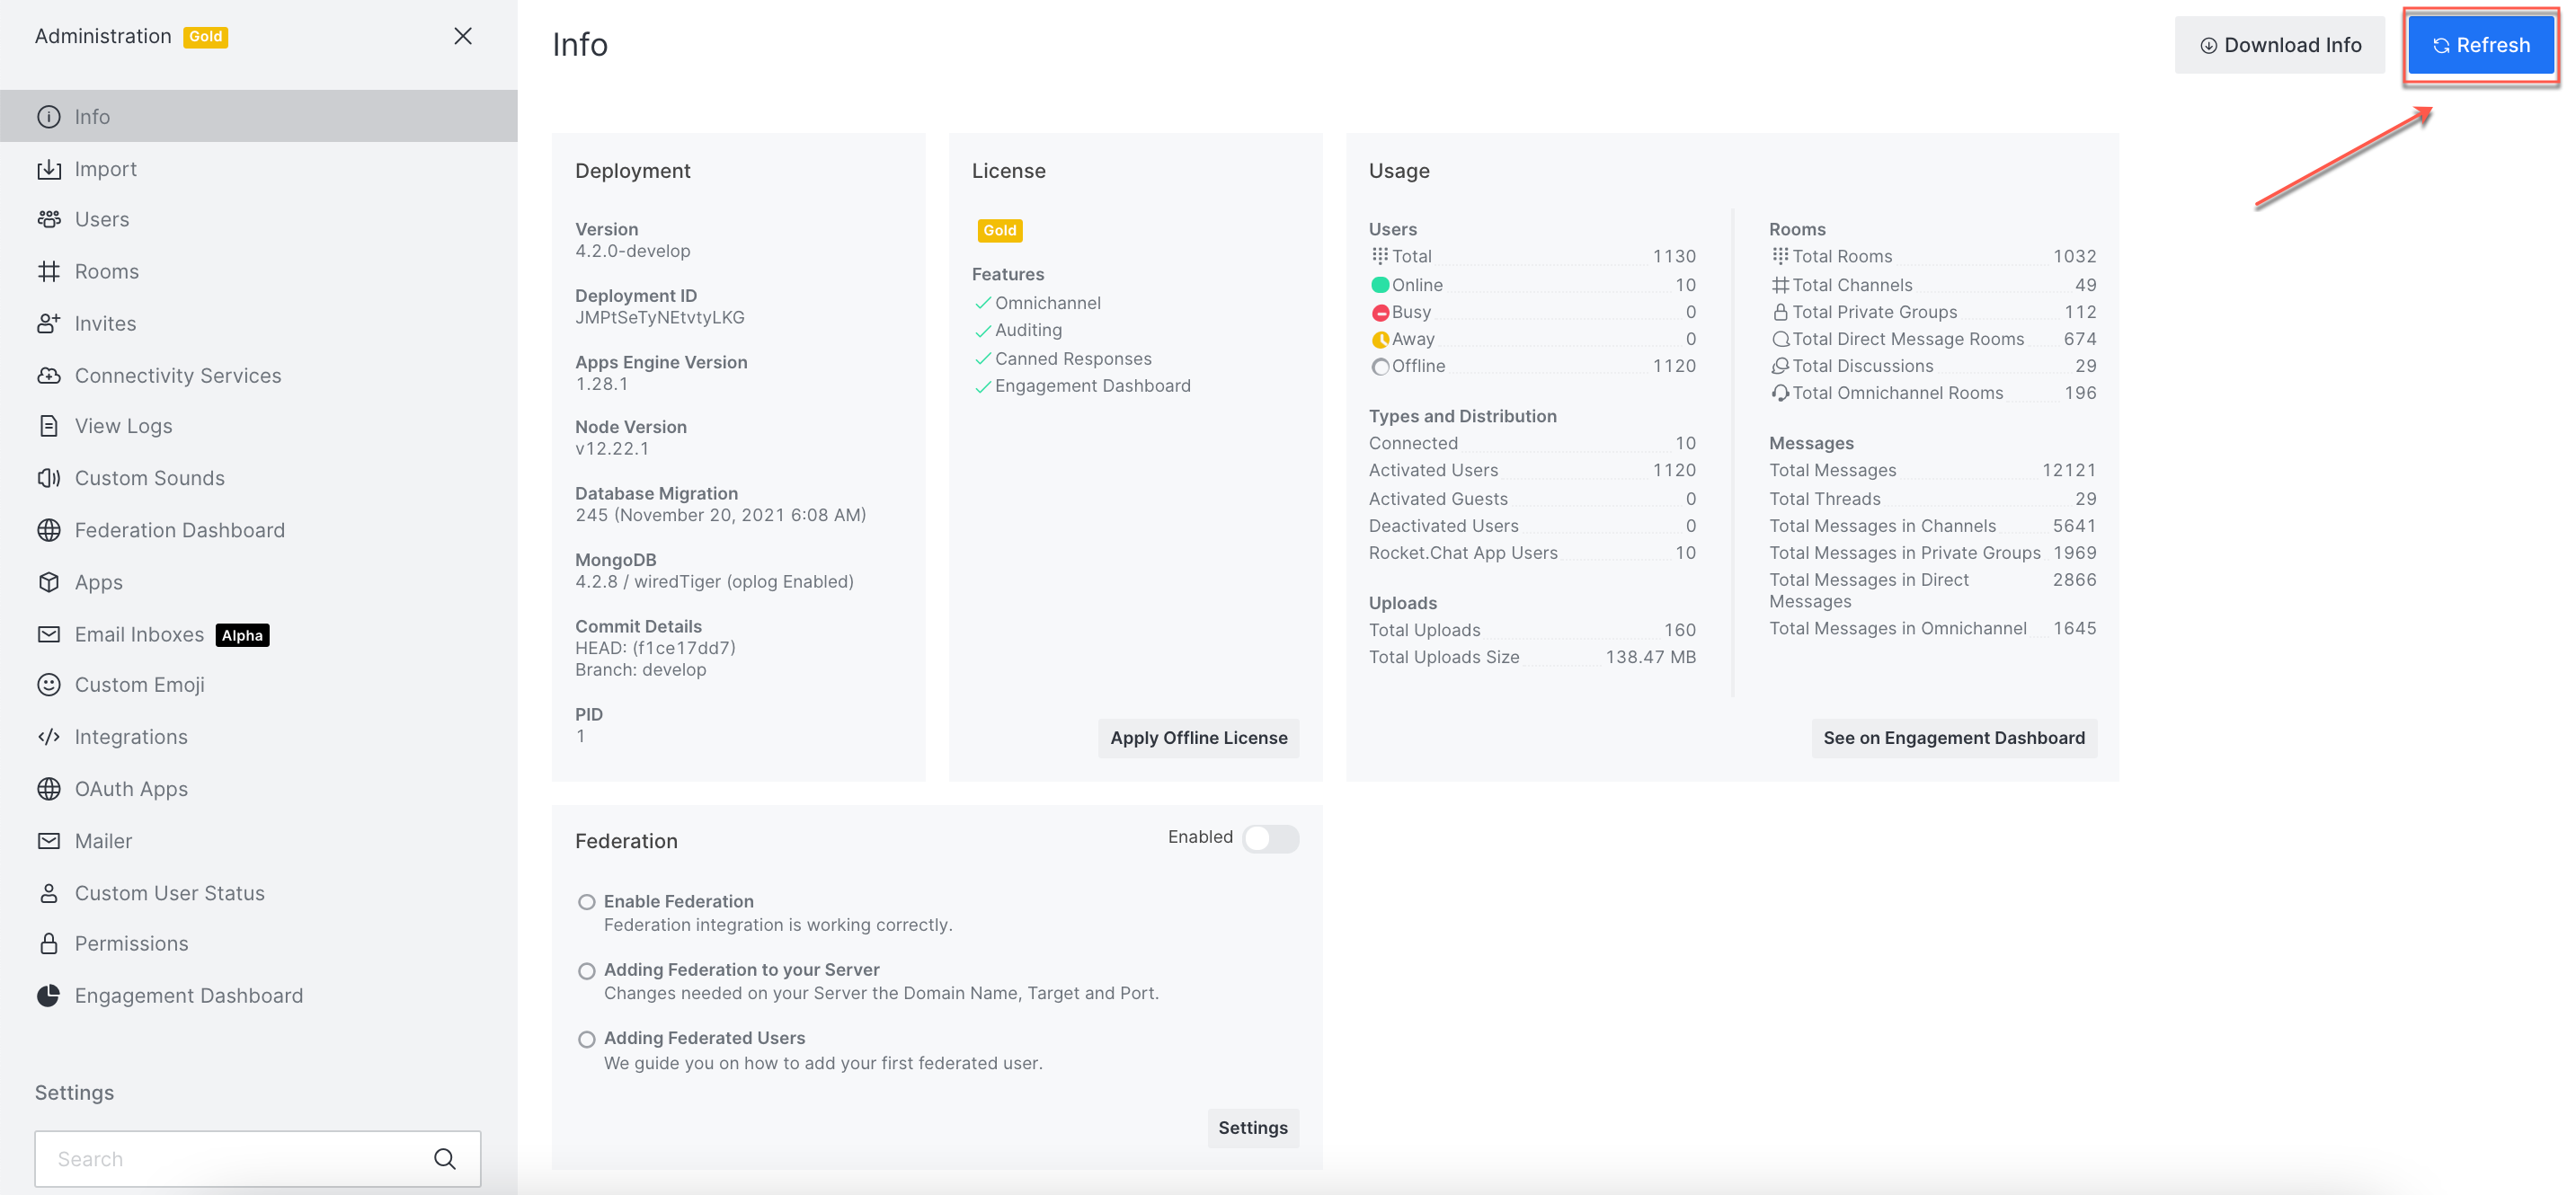 Administration Gold
Info
Import
Users
Rooms
Invites
Connectivity Services
View Logs
Custom Sounds
Federation Dashboard
Apps
Email Inboxes Alpha
Custom Emoji
Integrations
OAuth Apps
Mailer
Custom User Status
Permissions
Engagement Dashboard
Settings
Search
Info
Download Info
Refresh
Deployment
Version
4.2.0-develop
Deployment ID
JMPtSeTyNEtvtyLKG
Apps Engine Version
1.28.1
Node Version
v12.22.1
Database Migration
245 (November 20, 2021 6:08 AM)
MongoDB
4.2.8 / wiredTiger (oplog Enabled)
Commit Details
HEAD: (f1ce17dd7)
Branch: develop
PID
1
License
Gold
Features
Omnichannel
Auditing
Canned Responses
Engagement Dashboard
Apply Offline License
Usage
Users
Total 1130
Online 10
Busy 0
Away 0
Offline 1120
Types and Distribution
Connected 10
Activated Users 1120
Activated Guests 0
Deactivated Users 0
Rocket.Chat App Users 10
Uploads
Total Uploads 160
Total Uploads Size 138.47 MB
Rooms
Total Rooms 1032
Total Channels 49
Total Private Groups 112
Total Direct Message Rooms 674
Total Discussions 29
Total Omnichannel Rooms 196
Messages
Total Messages 12121
Total Threads 29
Total Messages in Channels 5641
Total Messages in Private Groups 1969
Total Messages in Direct 2866
Messages
Total Messages in Omnichannel 1645
See on Engagement Dashboard
Federation
Enabled
Enable Federation
Federation integration is working correctly.
Adding Federation to your Server
Changes needed on your Server the Domain Name, Target and Port.
Adding Federated Users
We guide you on how to add your first federated user.
Settings